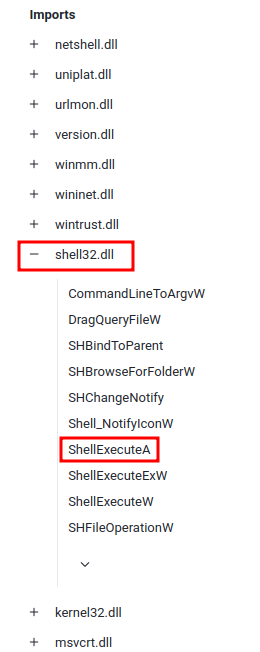 Imports
netshell.dll
uniplat.dll
urlmon.dll
version.dll
winmm.dll
wininet.dll
wintrust.dll
shell32.dll
CommandLineToArgvW
DragQueryFileW
SHBindToParent
SHBrowseForFolderW
SHChangeNotify
Shell_NotifyIconW
ShellExecuteA
ShellExecuteExW
ShellExecuteW
SHFileOperationW
kernel32.dll
msvcrt.dll